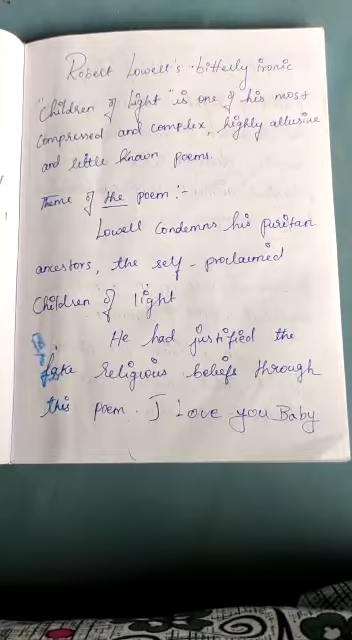 Robert Lowell's bitterly ironic
"Children of Light" is one of his most
compressed and complex, highly allusive
and little known poems.
Theme of the poem :-
Lowell condemns his puritan
ancestors, the self-proclaimed
Children of light
He had justified the
fake religious beliefs through
this poem. I Love you Baby